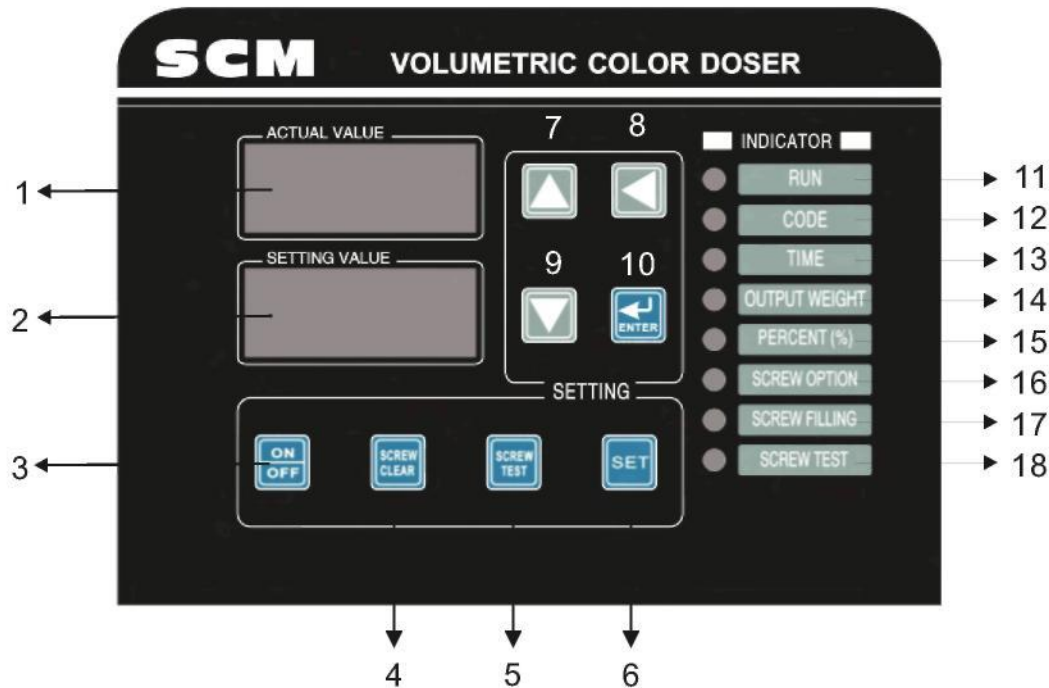 SCM VOLUMETRIC COLOR DOSER
ACTUAL VALUE
7 8
INDICATOR
1
RUN 11
CODE 12
TIME 13
SETTING VALUE
9 10
2
ENTER
OUTPUT WEIGHT 14
PERCENT (%) 15
SCREW OPTION 16
SETTING
SCREW FILLING 17
3
ON
OFF
SCREW
CLEAR
SCREW
TEST
SET
SCREW TEST 18
4 5 6